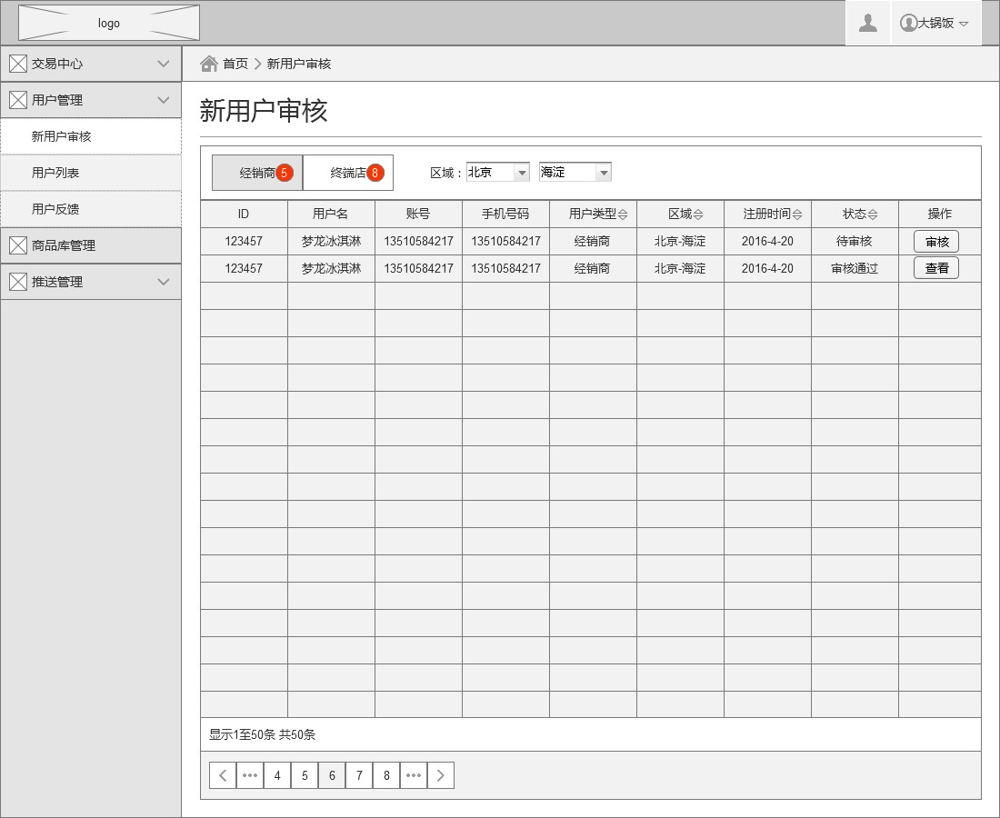 logo
大锅饭
交易中心
首页 新用户审核
用户管理
新用户审核
用户列表
用户反馈
商品库管理
推送管理
新用户审核
经销商 5 终端店 8 区域： 北京 海淀
ID 用户名 账号 手机号码 用户类型 区域 注册时间 状态 操作
123457 梦龙冰淇淋 13510584217 13510584217 经销商 北京-海淀 2016-4-20 待审核 审核
123457 梦龙冰淇淋 13510584217 13510584217 经销商 北京-海淀 2016-4-20 审核通过 查看
显示1至50条 共50条
••• 4 5 6 7 8 •••